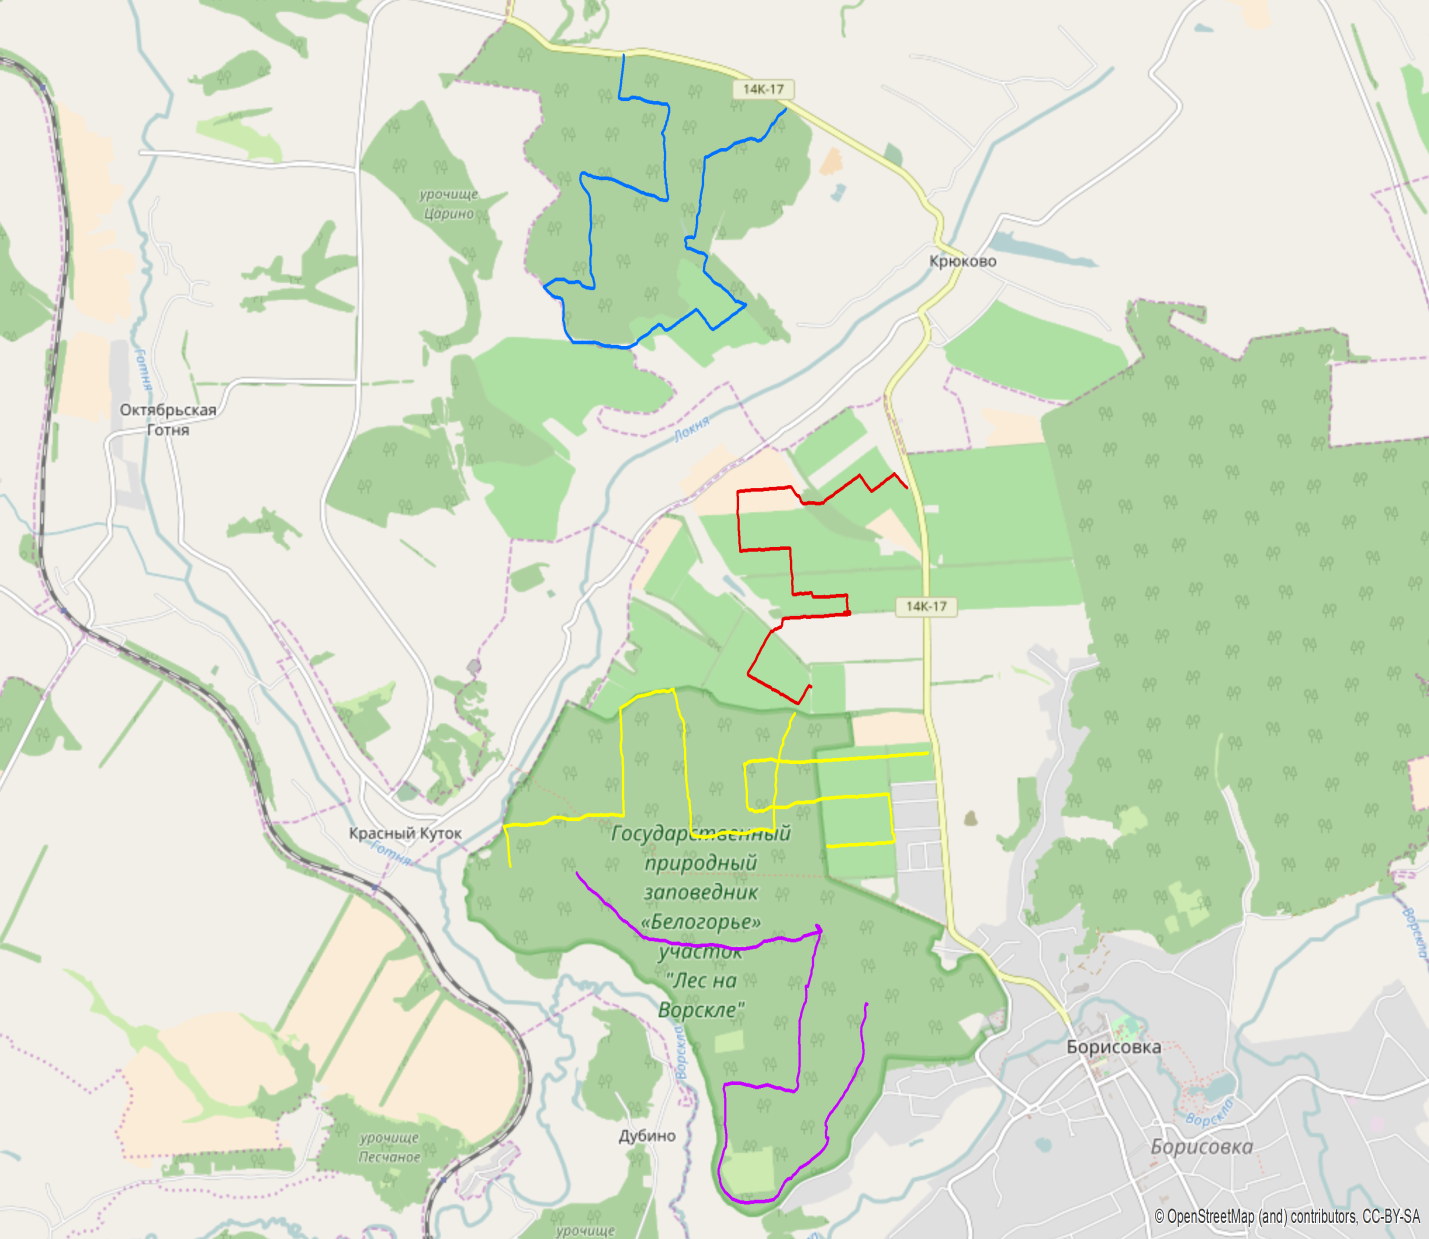 14К-17
урочище
Царино
Крюково
Готня
Октябрьская
Готня
Локня
14К-17
Красный Куток
Готня
Государственный
природный
заповедник
«Белогорье»
участок
"Лес на
Ворскле"
Ворскла
Ворскла
Борисовка
Ворскла
Борисовка
Дубино
урочище
Песчаное
урочище
© OpenStreetMap (and) contributors, CC-BY-SA